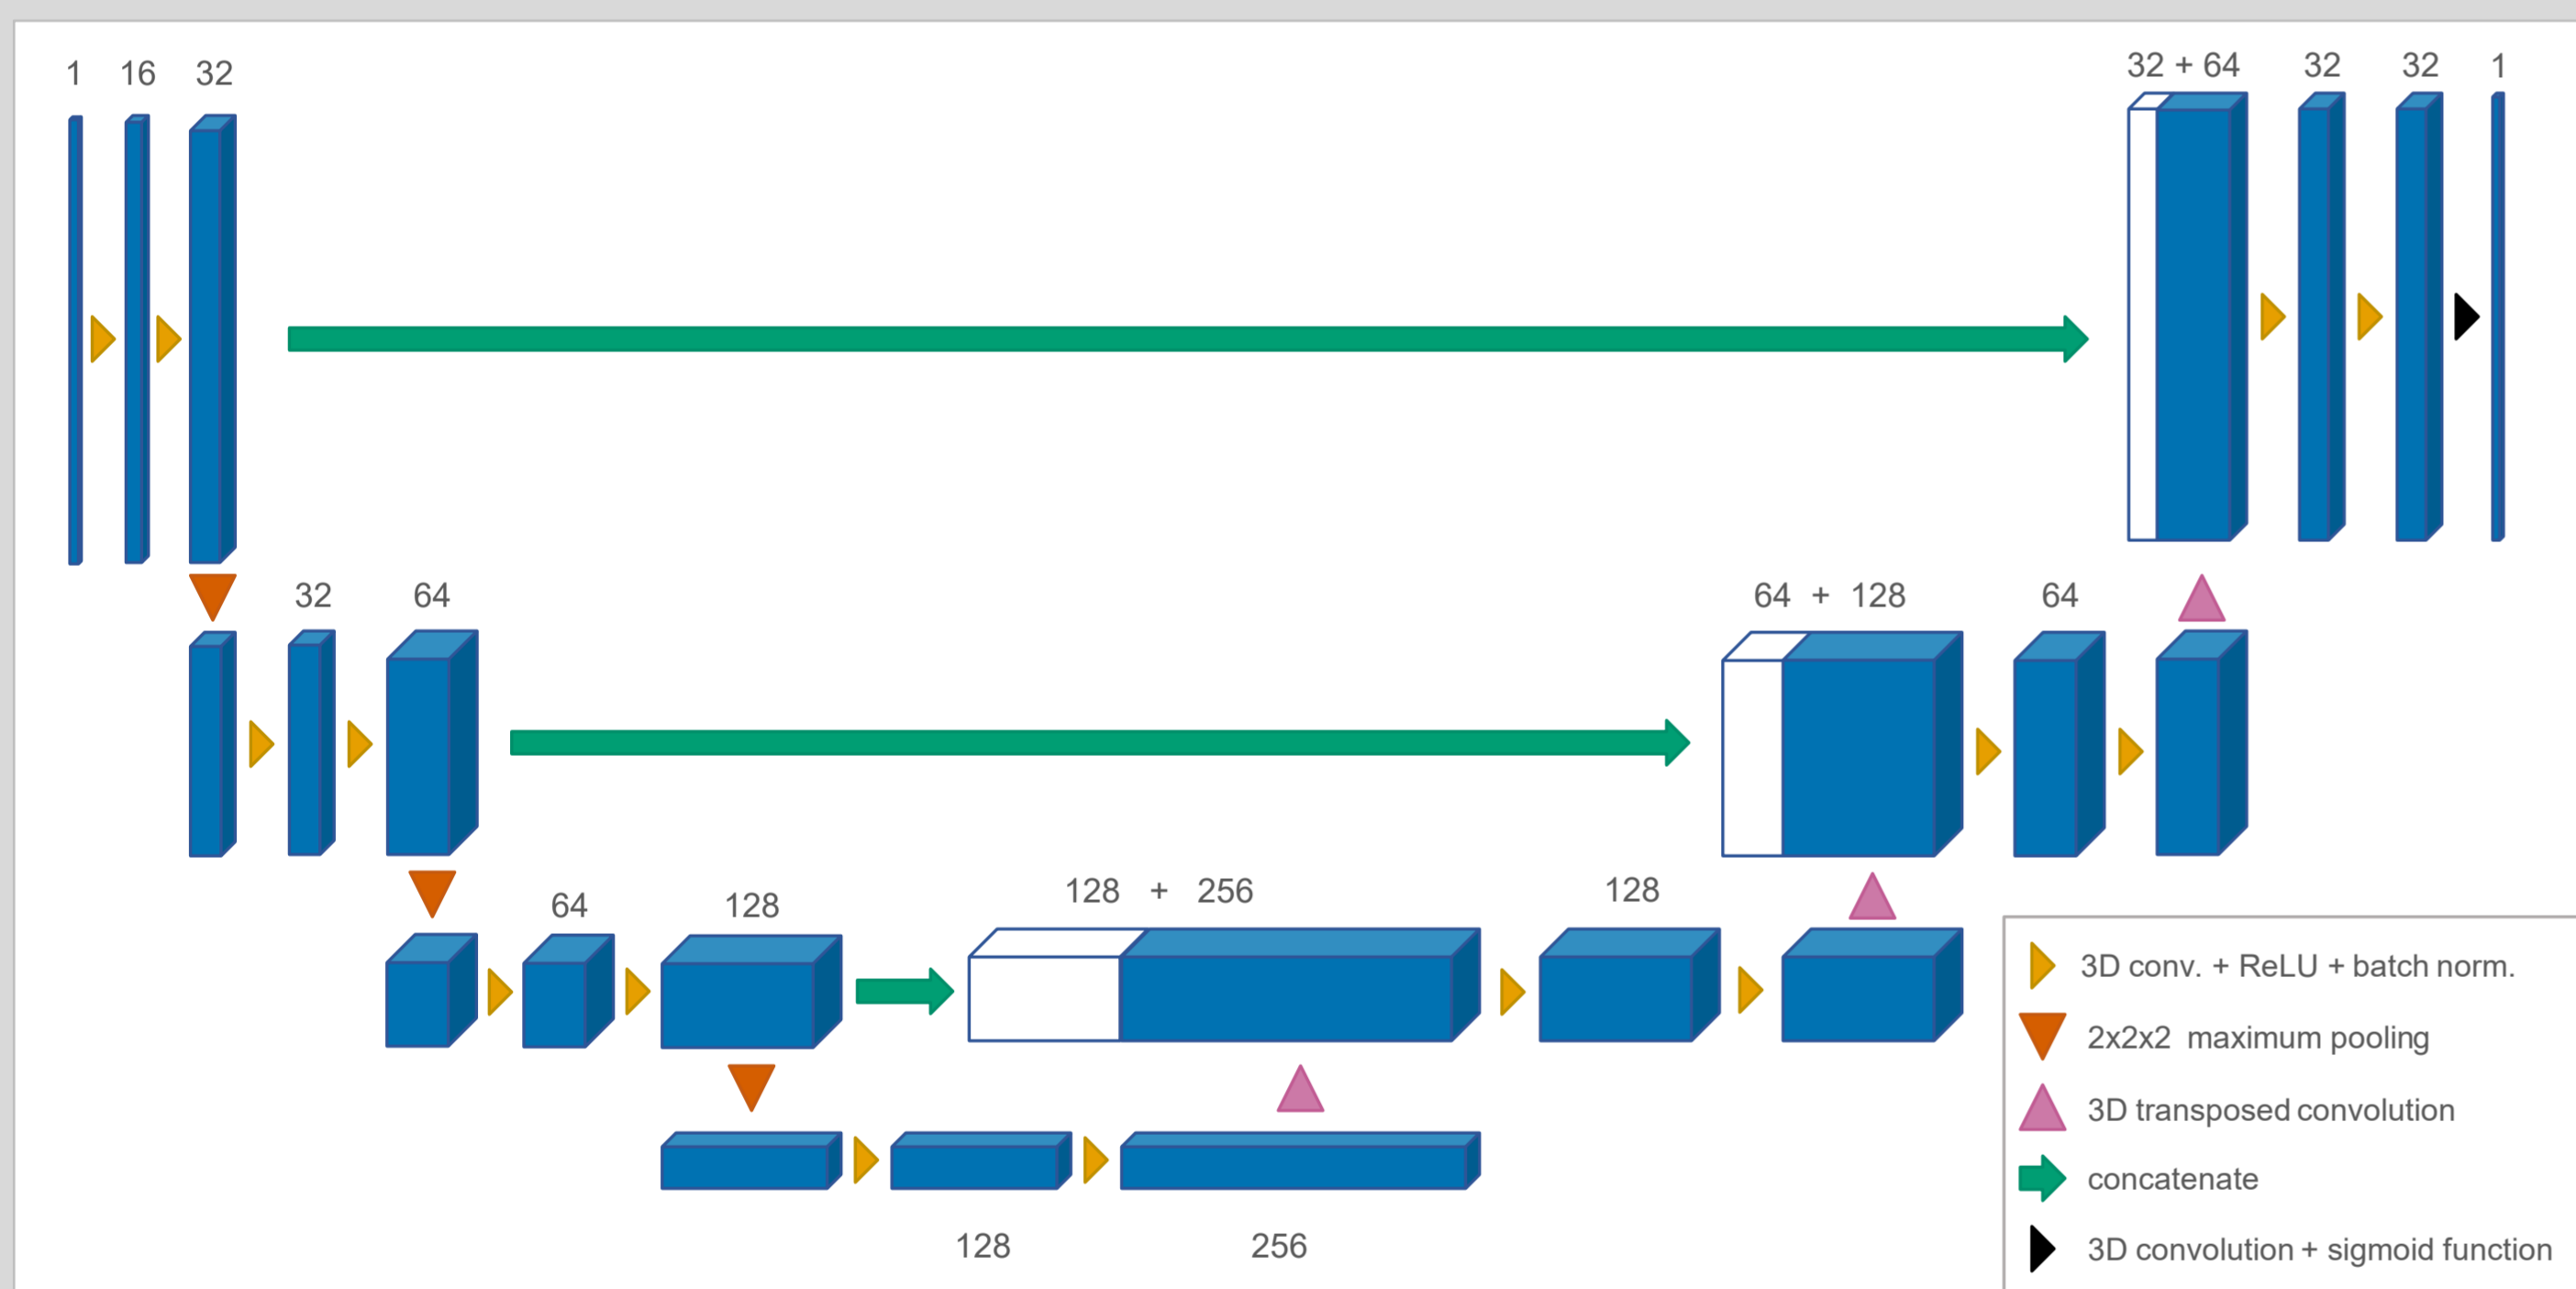 1 16 32
32 + 64 32 32 1
32 64
64 + 128 64
64 128
128 + 256 128
128 256
3D conv. + ReLU + batch norm.
2x2x2 maximum pooling
3D transposed convolution
concatenate
3D convolution + sigmoid function